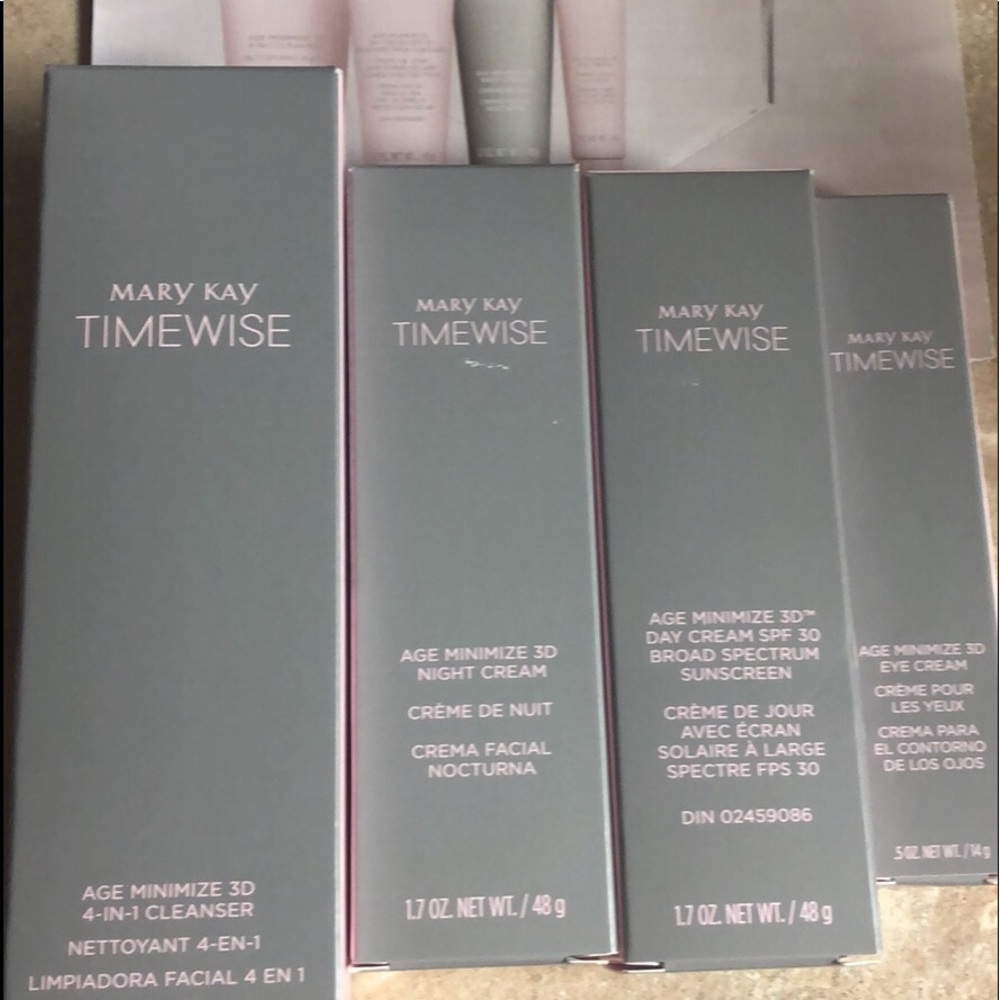 MARY KAY
TIMEWISE
AGE MINIMIZE 3D
4-IN-1 CLEANSER
NETTOYANT 4-EN-1
LIMPIADORA FACIAL 4 EN 1
MARY KAY
TIMEWISE
AGE MINIMIZE 3D
NIGHT CREAM
CRÈME DE NUIT
CREMA FACIAL
NOCTURNA
1.7 OZ. NET WT. / 48 g
MARY KAY
TIMEWISE
AGE MINIMIZE 3D™
DAY CREAM SPF 30
BROAD SPECTRUM
SUNSCREEN
CRÈME DE JOUR
AVEC ÉCRAN
SOLAIRE À LARGE
SPECTRE FPS 30
DIN 02459086
1.7 OZ. NET WT. / 48 g
MARY KAY
TIMEWISE
AGE MINIMIZE 3D
EYE CREAM
CRÈME POUR
LES YEUX
CREMA PARA
EL CONTORNO
DE LOS OJOS
.5 OZ. NET WT. / 14 g